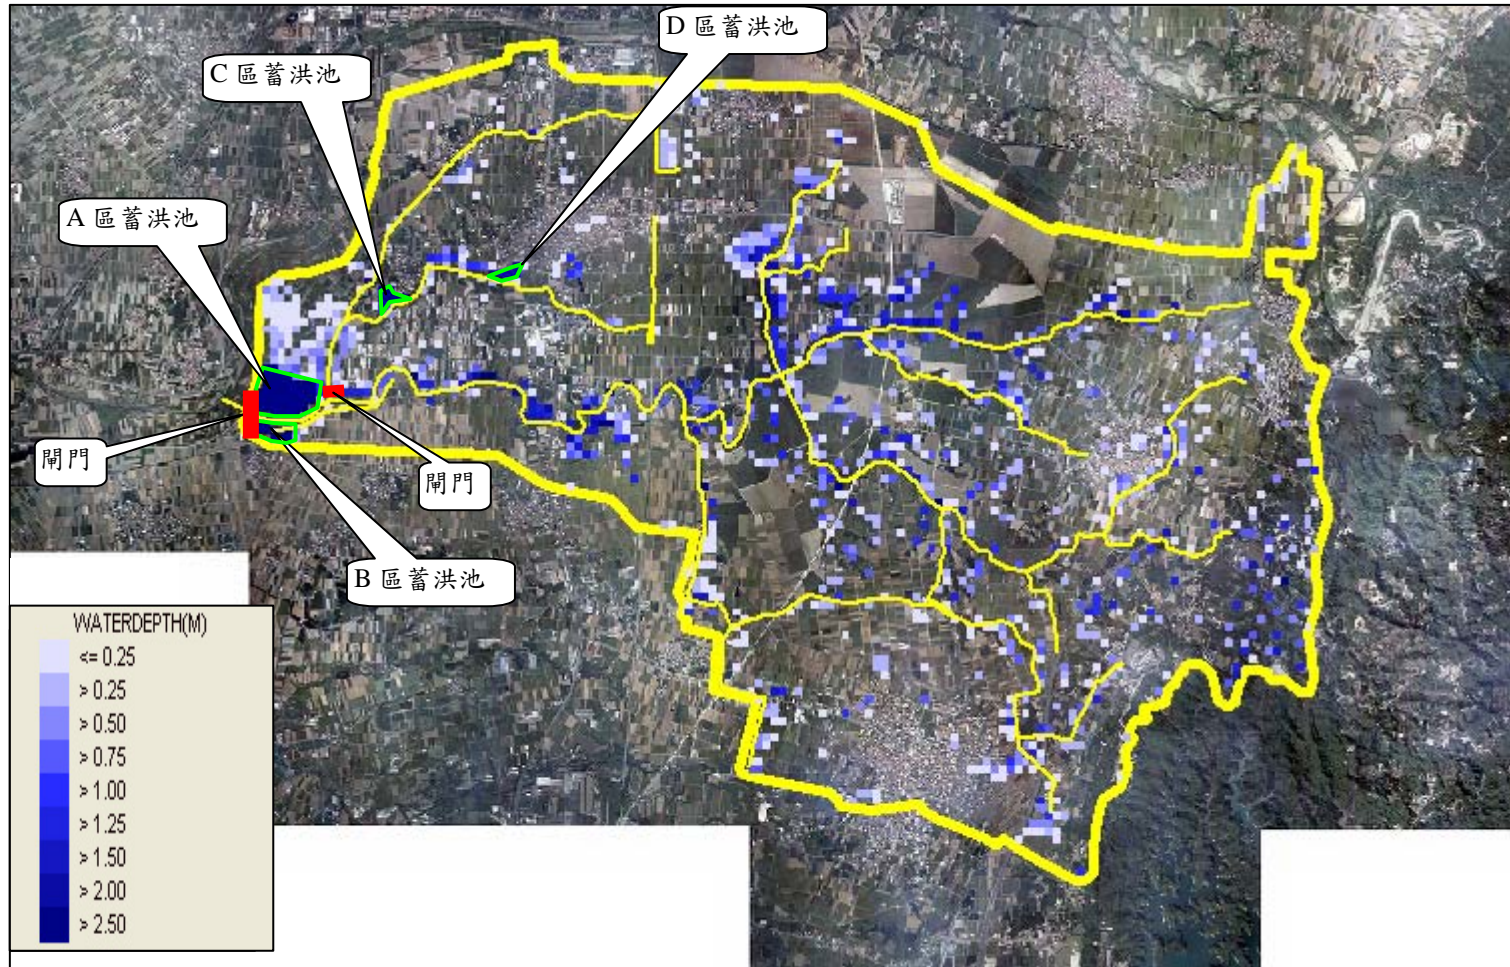 D 區蓄洪池
C 區蓄洪池
A 區蓄洪池
閘門
閘門
B 區蓄洪池
WATERDEPTH(M)
<= 0.25
> 0.25
> 0.50
> 0.75
> 1.00
> 1.25
> 1.50
> 2.00
> 2.50